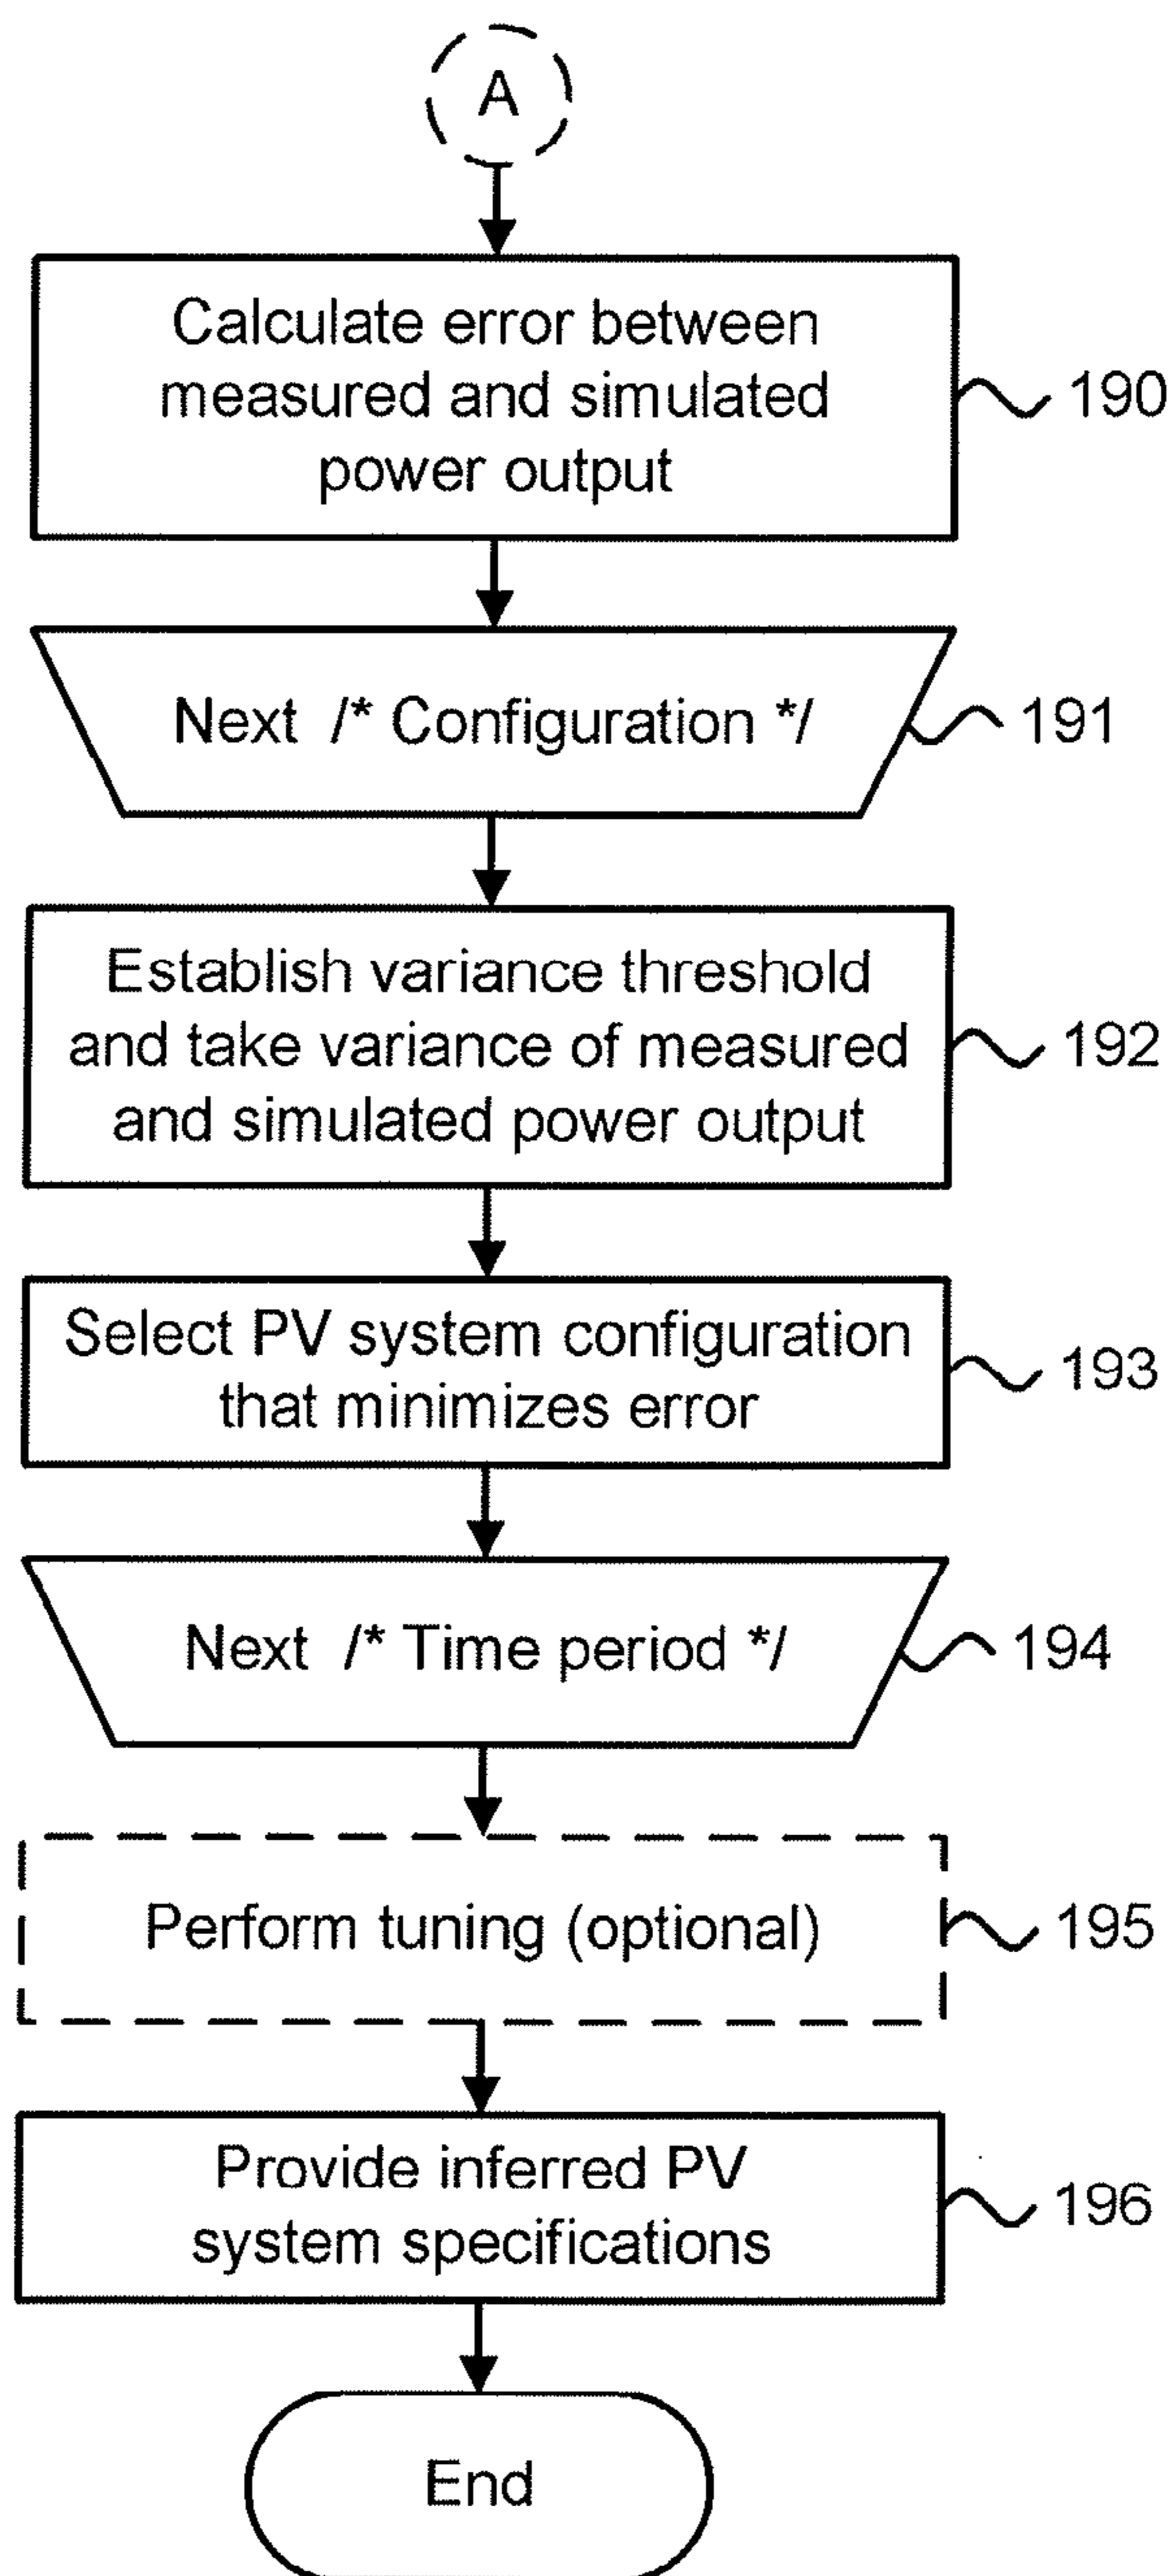 A
Calculate error between
measured and simulated
power output
190
Next /* Configuration */
191
Establish variance threshold
and take variance of measured
and simulated power output
192
Select PV system configuration
that minimizes error
193
Next /* Time period */
194
Perform tuning (optional)
195
Provide inferred PV
system specifications
196
End